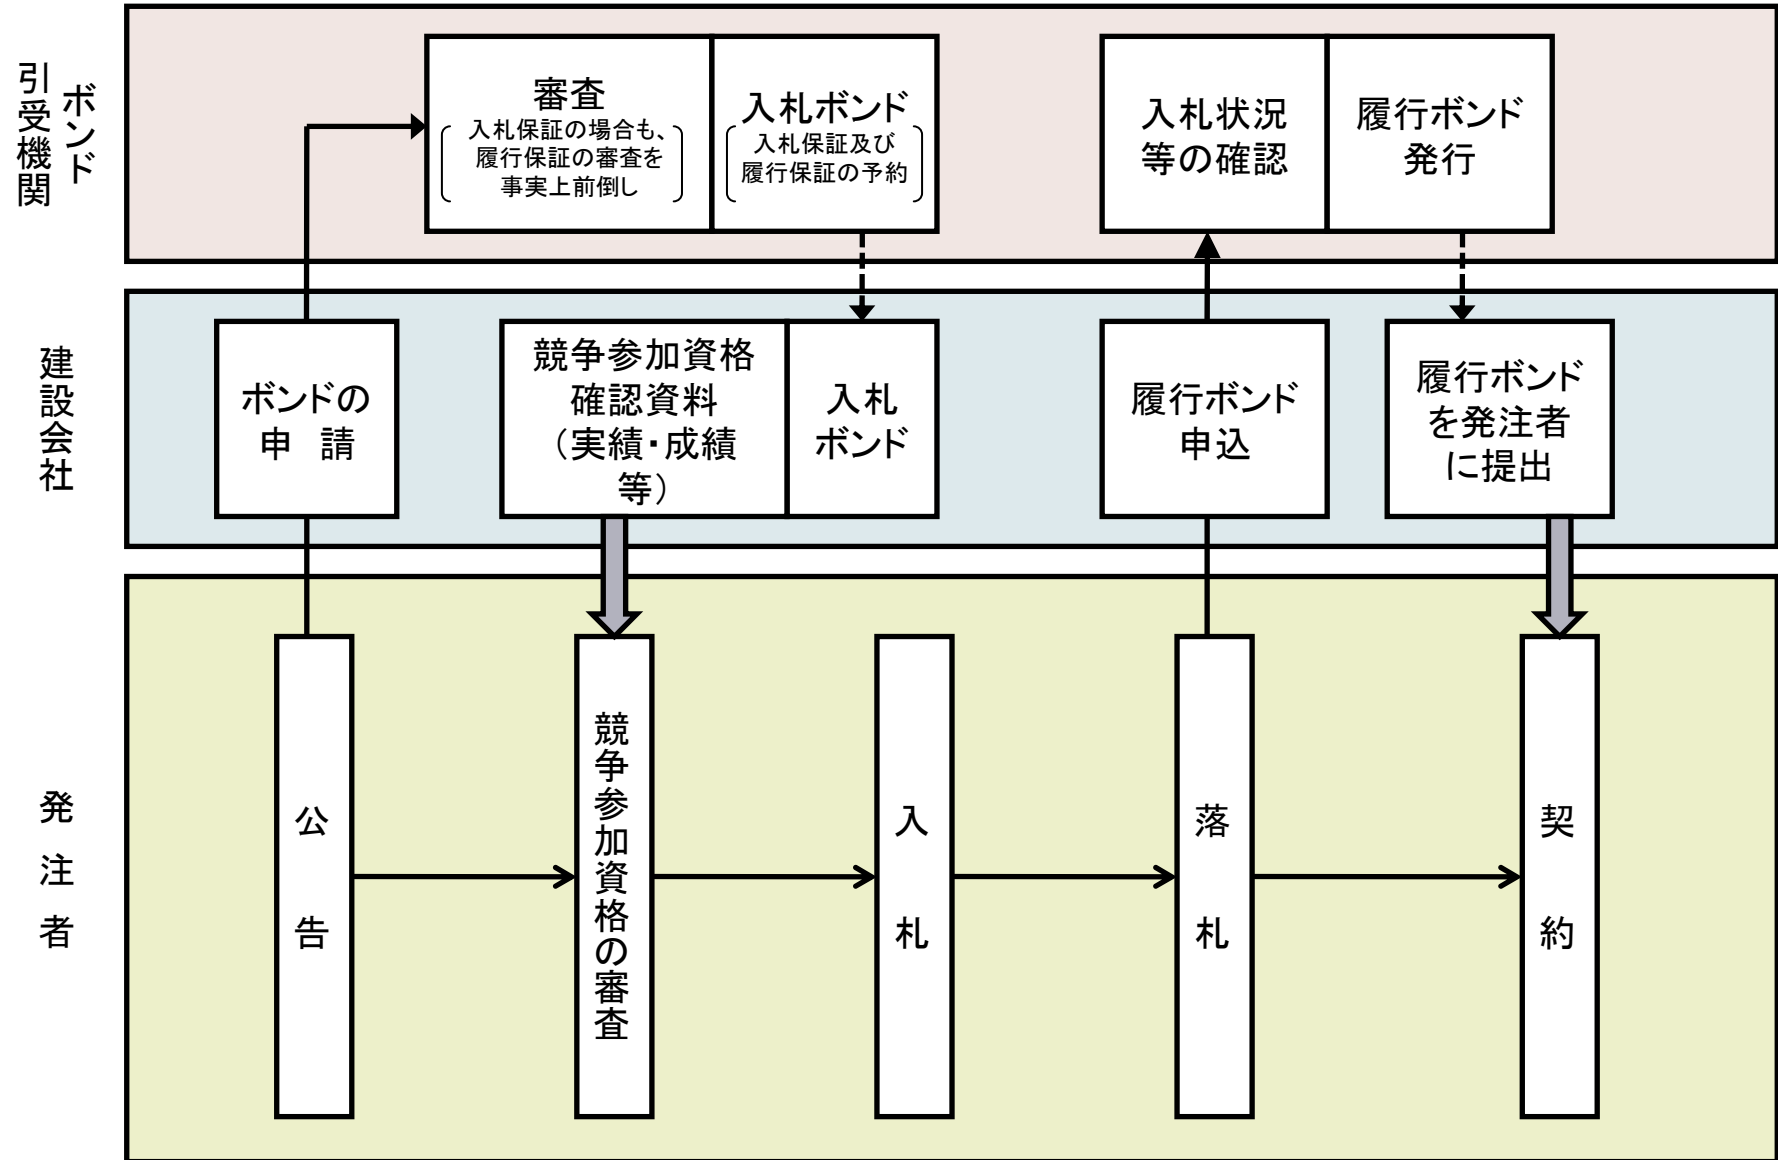 ボンド
引受機関
審査
入札保証の場合も、
履行保証の審査を
事実上前倒し
入札ボンド
入札保証及び
履行保証の予約
入札状況
等の確認
履行ボンド
発行
建設会社
ボンドの
申 請
競争参加資格
確認資料
（実績・成績
等）
入札
ボンド
履行ボンド
申込
履行ボンド
を発注者
に提出
発注者
公告
競争参加資格の審査
入札
落札
契約